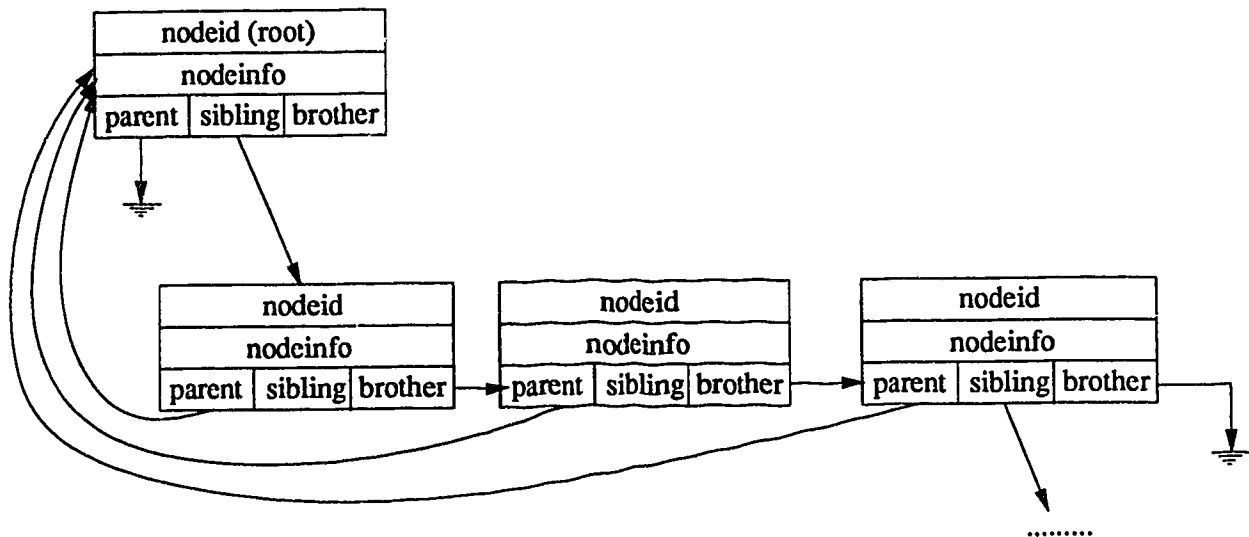 nodeid (root)
nodeinfo
parent sibling brother
nodeid
nodeinfo
parent sibling brother
nodeid
nodeinfo
parent sibling brother
nodeid
nodeinfo
parent sibling brother
.........